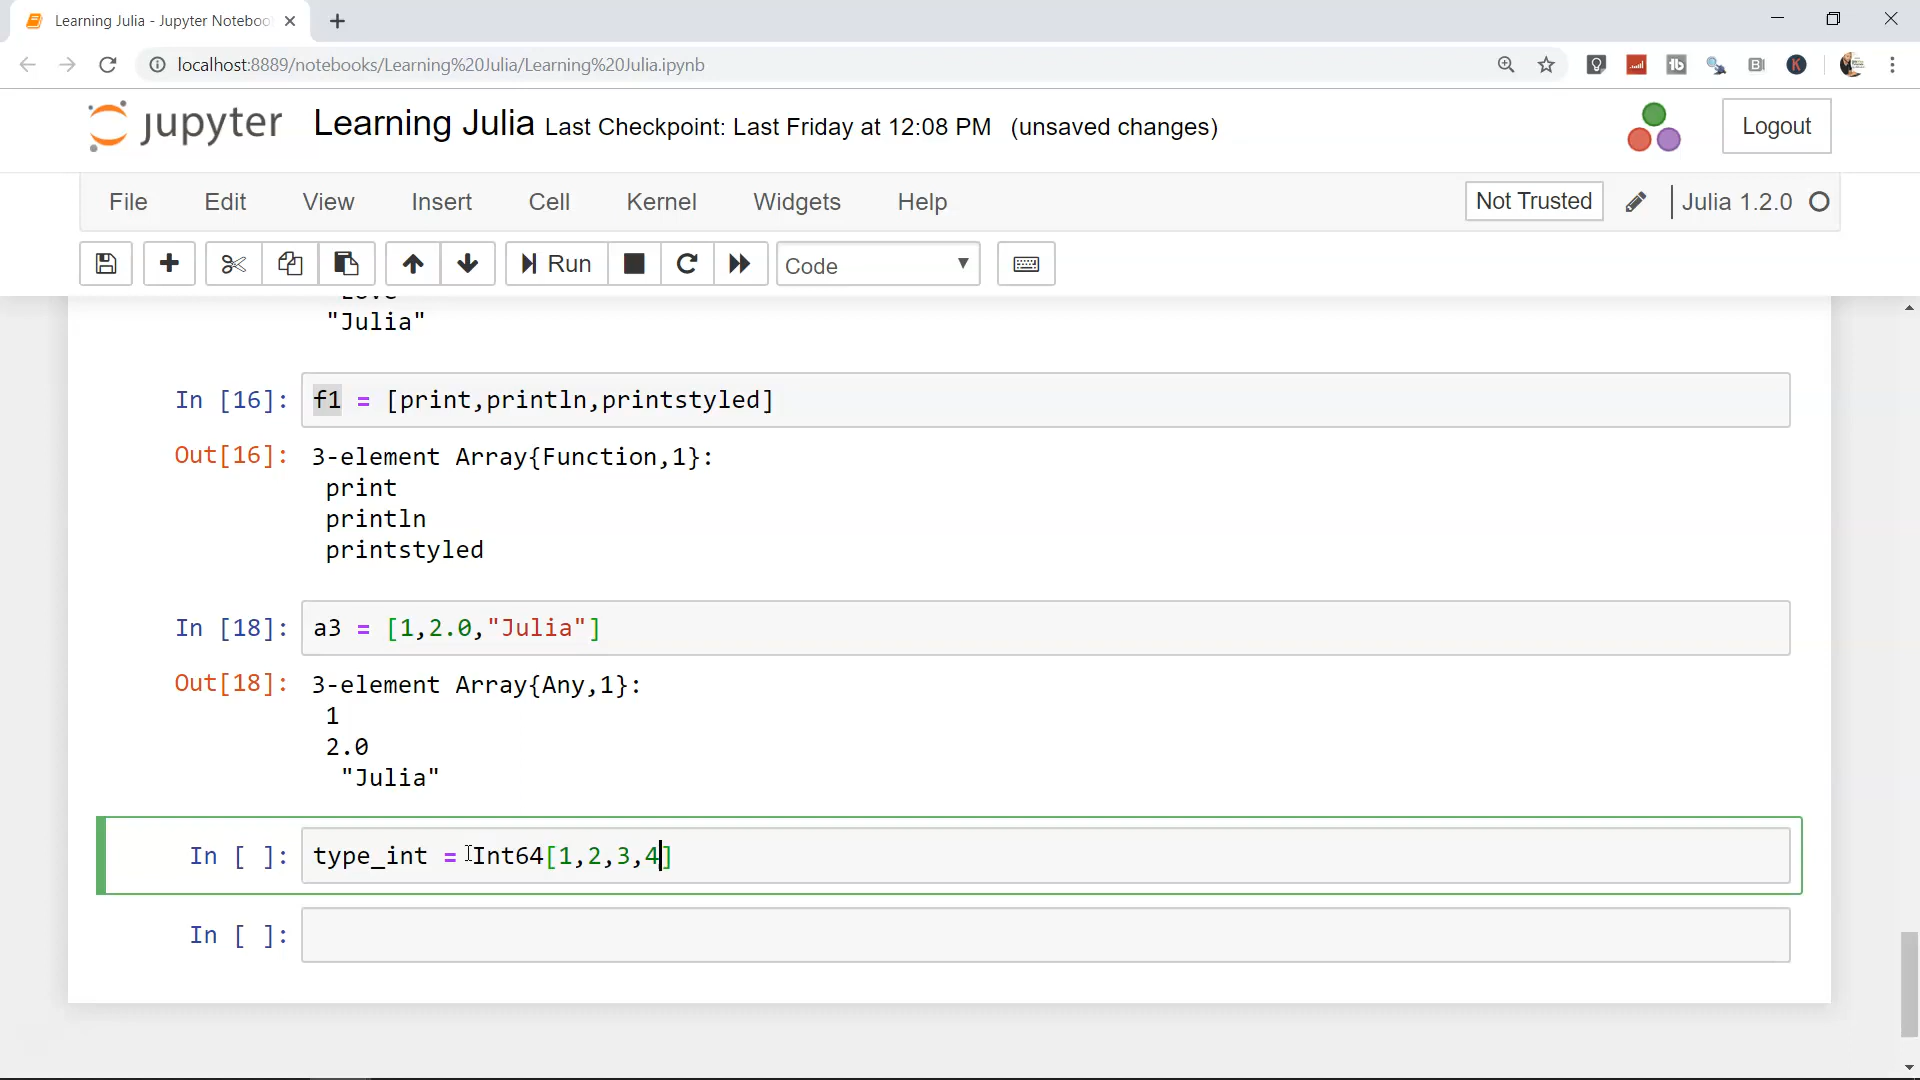 Learning Julia - Jupyter Noteboo
localhost:8889/notebooks/Learning%20Julia/Learning%20Julia.ipynb
jupyter Learning Julia Last Checkpoint: Last Friday at 12:08 PM (unsaved changes)
Logout
File Edit View Insert Cell Kernel Widgets Help
Not Trusted Julia 1.2.0
Run Code
"Julia"
In [16]: f1 = [print,println,printstyled]
Out[16]: 3-element Array{Function,1}:
print
println
printstyled
In [18]: a3 = [1,2.0,"Julia"]
Out[18]: 3-element Array{Any,1}:
1
2.0
"Julia"
In [ ]: type_int = Int64[1,2,3,4]
In [ ]: